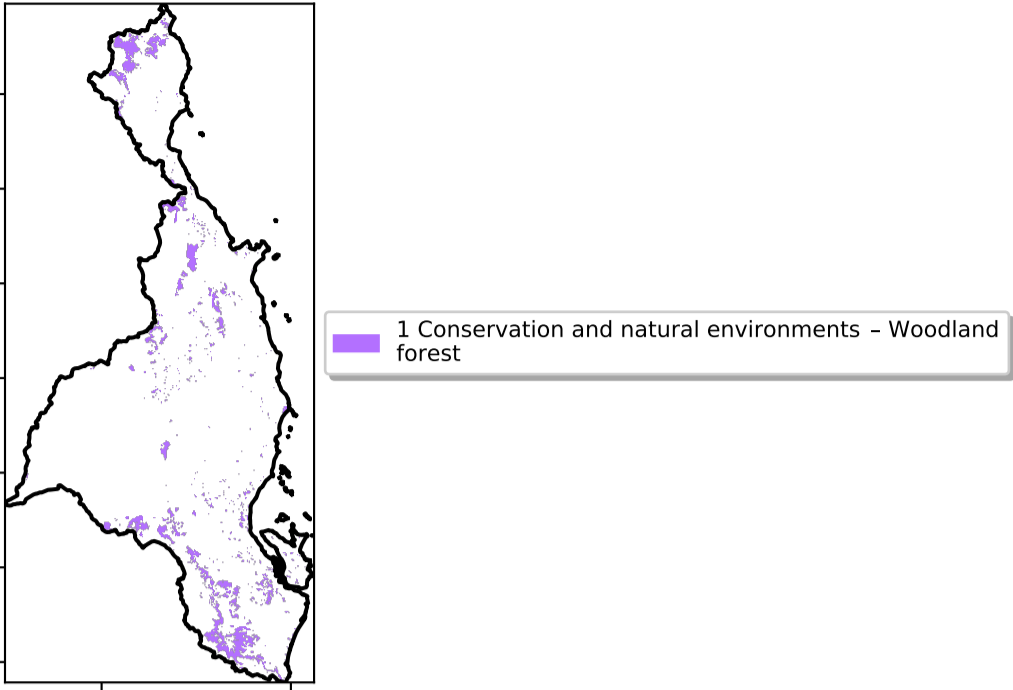 1 Conservation and natural environments – Woodland
forest